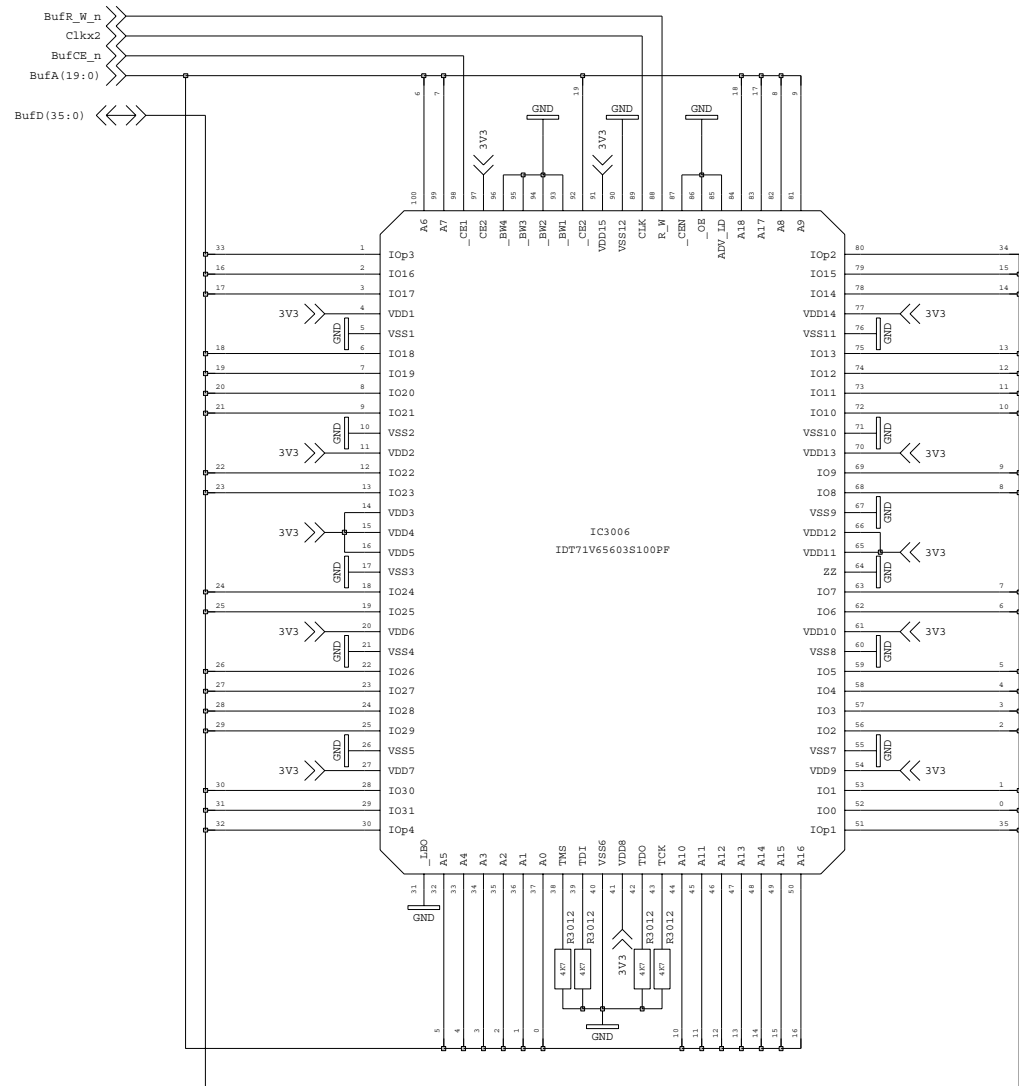 BufR_W_n
Clkx2
BufCE_n
BufA(19:0)
BufD(35:0)
6 7 19 18 17 8 9
GND GND GND GND
3V3 3V3
100 99 98 97 96 95 94 93 92 91 90 89 88 87 86 85 84 83 82 81
A6 A7 _CE1 CE2 _BW4 _BW3 _BW2 _BW1 _CE2 VDD15 VSS12 CLK R_W _CEN _OE ADV_LD A18 A17 A8 A9
33 1 IOp3 IOp2 80 34
16 2 IO16 IO15 79 15
17 3 IO17 IO14 78 14
3V3 4 VDD1 VDD14 77 3V3
GND 5 VSS1 VSS11 76 GND
18 6 IO18 IO13 75 13
19 7 IO19 IO12 74 12
20 8 IO20 IO11 73 11
21 9 IO21 IO10 72 10
GND 10 VSS2 VSS10 71 GND
3V3 11 VDD2 VDD13 70 3V3
22 12 IO22 IO9 69 9
23 13 IO23 IO8 68 8
14 VDD3 VSS9 67 GND
3V3 15 VDD4 VDD12 66
16 VDD5 VDD11 65 3V3
IC3006
IDT71V65603S100PF
GND 17 VSS3 ZZ 64 GND
24 18 IO24 IO7 63 7
25 19 IO25 IO6 62 6
3V3 20 VDD6 VDD10 61 3V3
GND 21 VSS4 VSS8 60 GND
26 22 IO26 IO5 59 5
27 23 IO27 IO4 58 4
28 24 IO28 IO3 57 3
29 25 IO29 IO2 56 2
GND 26 VSS5 VSS7 55 GND
3V3 27 VDD7 VDD9 54 3V3
30 28 IO30 IO1 53 1
31 29 IO31 IO0 52 0
32 30 IOp4 IOp1 51 35
_LBO A5 A4 A3 A2 A1 A0 TMS TDI VSS6 VDD8 TDO TCK A10 A11 A12 A13 A14 A15 A16
31 32 33 34 35 36 37 38 39 40 41 42 43 44 45 46 47 48 49 50
GND
R3012 R3012 R3012 R3012
4K7 4K7 3V3 4K7 4K7
GND
5 4 3 2 1 0 10 11 12 13 14 15 16